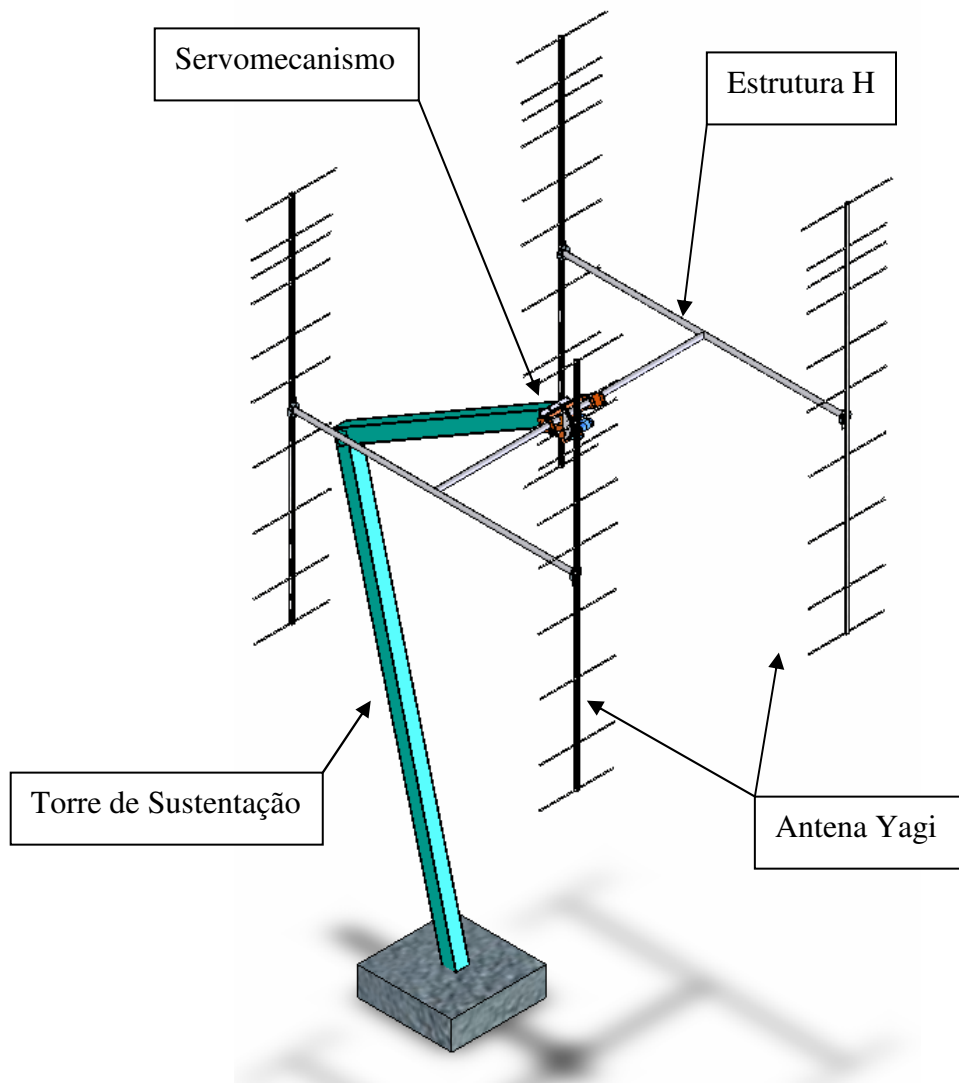 Servomecanismo
Estrutura H
Torre de Sustentação
Antena Yagi